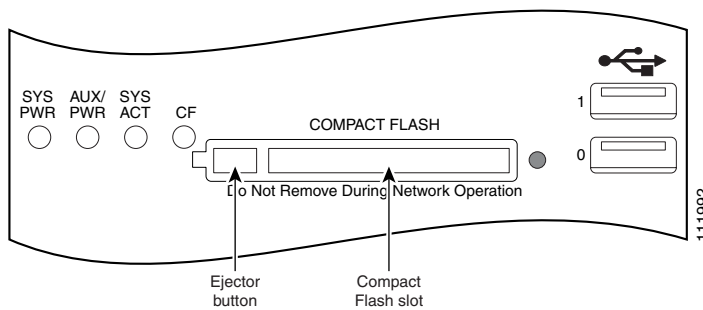 SYS PWR
AUX/ PWR
SYS ACT
CF
COMPACT FLASH
1
0
Do Not Remove During Network Operation
Ejector button
Compact Flash slot
111992